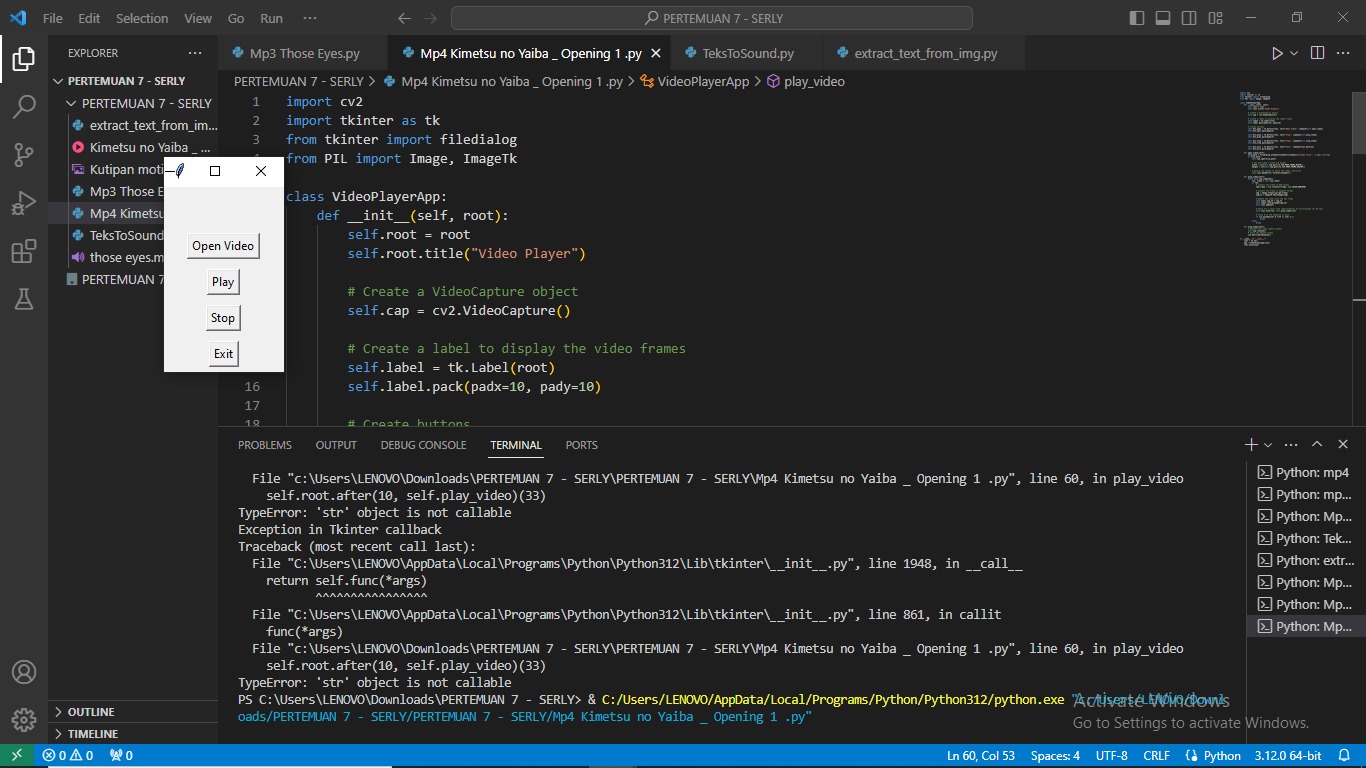 File Edit Selection View Go Run ··· PERTEMUAN 7 - SERLY
EXPLORER ···
PERTEMUAN 7 - SERLY
PERTEMUAN 7 - SERLY
extract_text_from_im...
Kimetsu no Yaiba _ ...
Kutipan moti
Mp3 Those E
Mp4 Kimetsu
TeksToSound
those eyes.m
PERTEMUAN 7
OUTLINE
TIMELINE
Open Video
Play
Stop
Exit
Mp3 Those Eyes.py Mp4 Kimetsu no Yaiba _ Opening 1 .py TeksToSound.py extract_text_from_img.py
PERTEMUAN 7 - SERLY > Mp4 Kimetsu no Yaiba _ Opening 1 .py > VideoPlayerApp > play_video
1 import cv2
2 import tkinter as tk
3 from tkinter import filedialog
from PIL import Image, ImageTk
class VideoPlayerApp:
def __init__(self, root):
self.root = root
self.root.title("Video Player")
# Create a VideoCapture object
self.cap = cv2.VideoCapture()
# Create a label to display the video frames
self.label = tk.Label(root)
16 self.label.pack(padx=10, pady=10)
17
18 # Create buttons
PROBLEMS OUTPUT DEBUG CONSOLE TERMINAL PORTS
File "c:\Users\LENOVO\Downloads\PERTEMUAN 7 - SERLY\PERTEMUAN 7 - SERLY\Mp4 Kimetsu no Yaiba _ Opening 1 .py", line 60, in play_video
self.root.after(10, self.play_video)(33)
TypeError: 'str' object is not callable
Exception in Tkinter callback
Traceback (most recent call last):
File "C:\Users\LENOVO\AppData\Local\Programs\Python\Python312\Lib\tkinter\__init__.py", line 1948, in __call__
return self.func(*args)
^^^^^^^^^^^^^^^^
File "C:\Users\LENOVO\AppData\Local\Programs\Python\Python312\Lib\tkinter\__init__.py", line 861, in callit
func(*args)
File "c:\Users\LENOVO\Downloads\PERTEMUAN 7 - SERLY\PERTEMUAN 7 - SERLY\Mp4 Kimetsu no Yaiba _ Opening 1 .py", line 60, in play_video
self.root.after(10, self.play_video)(33)
TypeError: 'str' object is not callable
PS C:\Users\LENOVO\Downloads\PERTEMUAN 7 - SERLY> & C:/Users/LENOVO/AppData/Local/Programs/Python/Python312/python.exe "c:/Users/LENOVO/Downl
oads/PERTEMUAN 7 - SERLY/PERTEMUAN 7 - SERLY/Mp4 Kimetsu no Yaiba _ Opening 1 .py"
Python: mp4
Python: mp...
Python: Mp...
Python: Tek...
Python: extr...
Python: Mp...
Python: Mp...
Python: Mp...
Activate Windows
Go to Settings to activate Windows.
0 0 0 Ln 60, Col 53 Spaces: 4 UTF-8 CRLF Python 3.12.0 64-bit